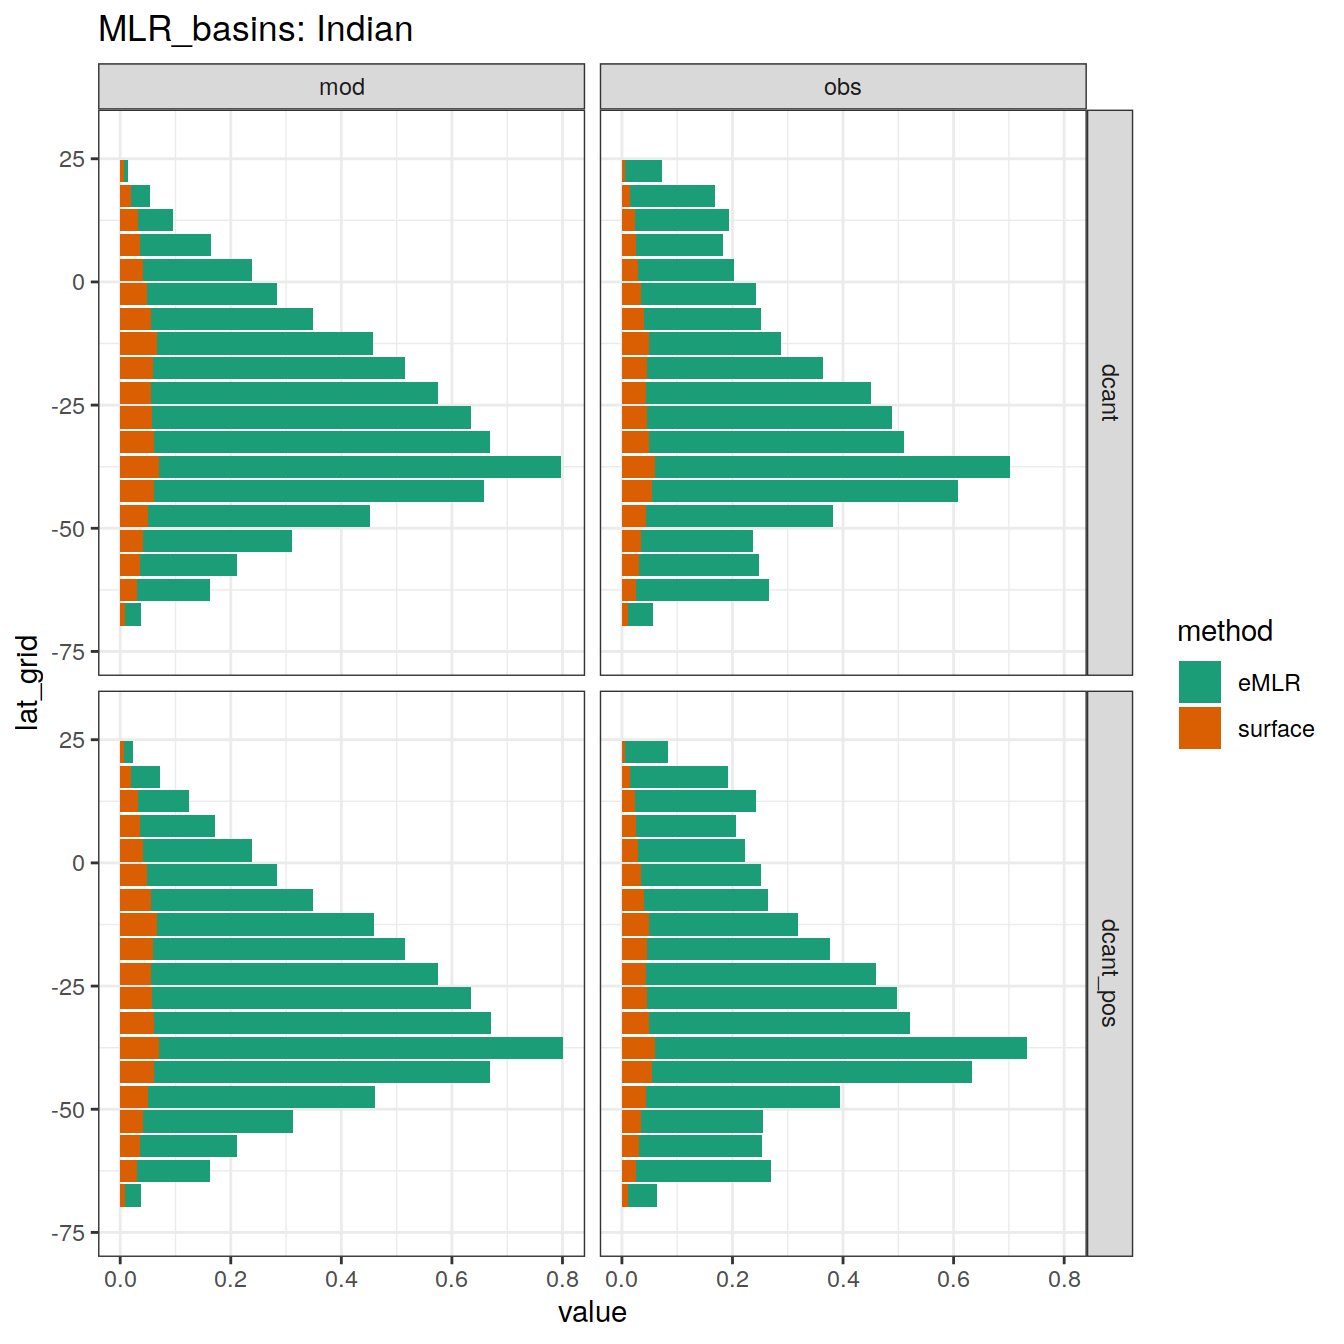 MLR_basins: Indian
mod
obs
25
0
-25
-50
-75
dcant
25
0
-25
-50
-75
dcant_pos
lat_grid
0.0 0.2 0.4 0.6 0.8
0.0 0.2 0.4 0.6 0.8
value
method
eMLR
surface